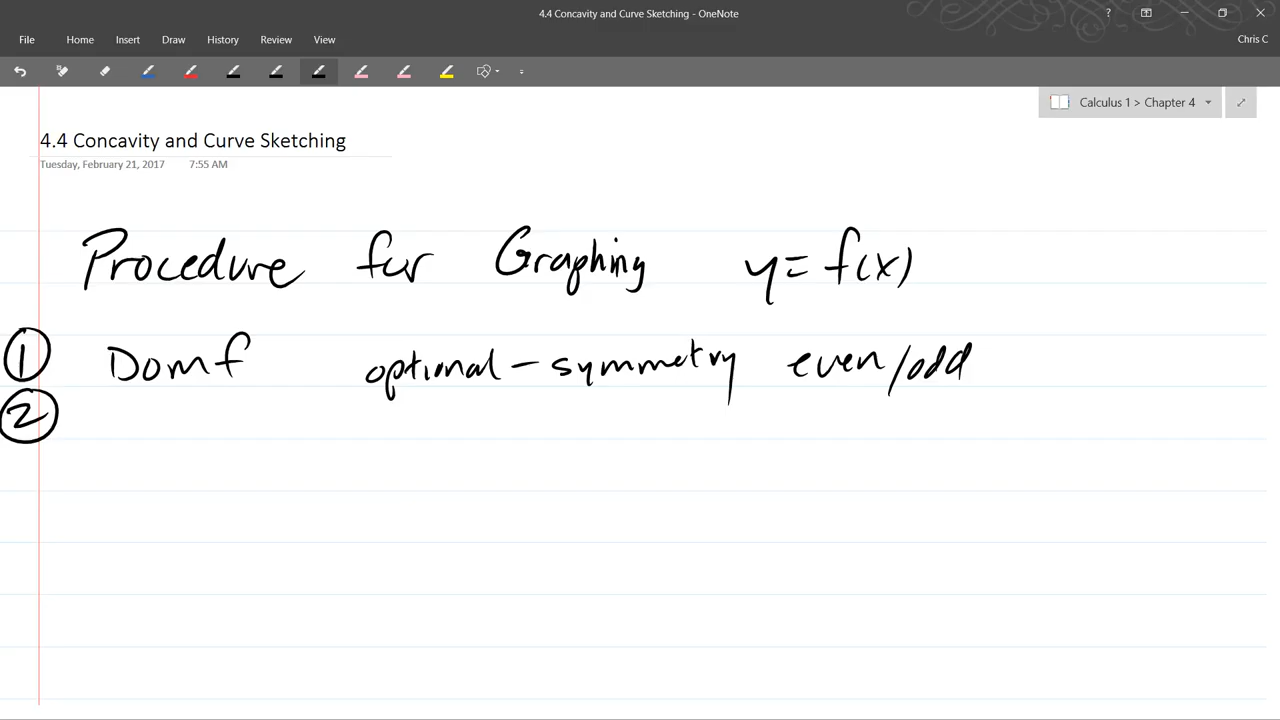 4.4 Concavity and Curve Sketching - OneNote
?
File Home Insert Draw History Review View Chris C
Calculus 1 > Chapter 4
4.4 Concavity and Curve Sketching
Tuesday, February 21, 2017 7:55 AM
Procedure for Graphing y = f(x)
① Dom f optional - symmetry even/odd
②